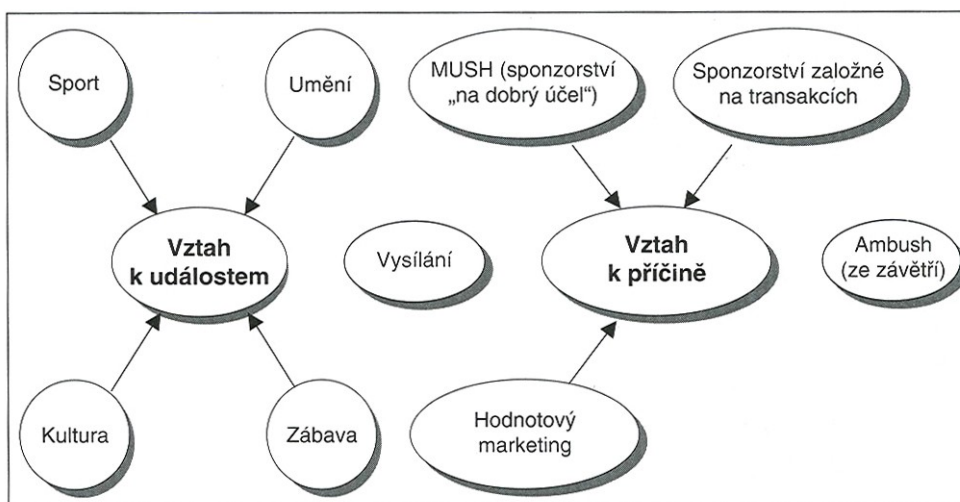 Sport
Umění
MUSH (sponzorství
„na dobrý účel“)
Sponzorství založné
na transakcích
Vztah
k událostem
Vysílání
Vztah
k příčině
Ambush
(ze závětří)
Kultura
Zábava
Hodnotový
marketing